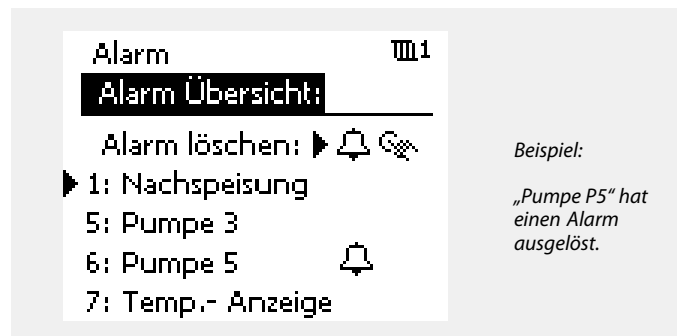 Alarm 1
Alarm Übersicht:
Alarm löschen:
1: Nachspeisung
5: Pumpe 3
6: Pumpe 5
7: Temp.- Anzeige
Beispiel:
„Pumpe P5“ hat
einen Alarm
ausgelöst.